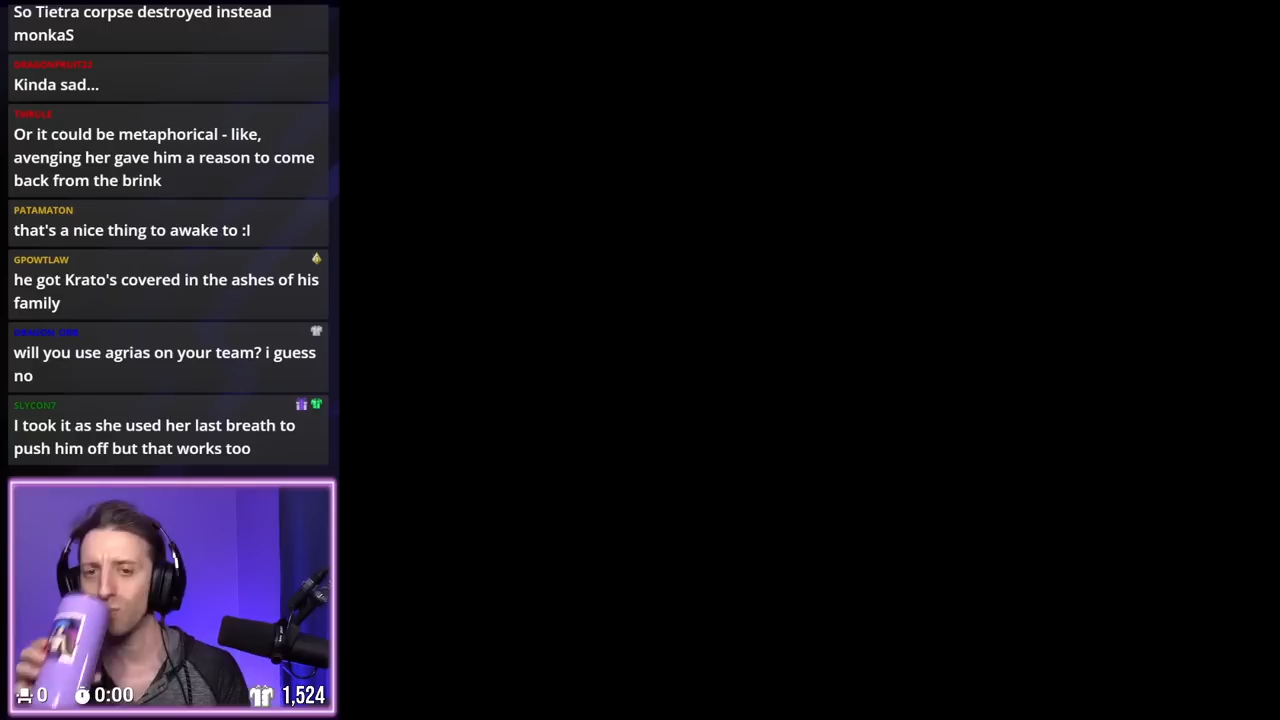 So Tietra corpse destroyed instead
monkaS
DRAGONFRUIT22
Kinda sad...
TWRULE
Or it could be metaphorical - like,
avenging her gave him a reason to come
back from the brink
PATAMATON
that's a nice thing to awake to :l
GPOWTLAW
he got Krato's covered in the ashes of his
family
will you use agrias on your team? i guess
no
SLYCON7
I took it as she used her last breath to
push him off but that works too
0 0:00 1,524